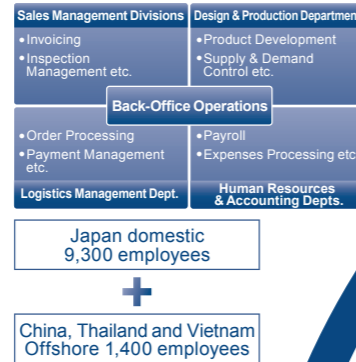 Sales Management Divisions
• Invoicing
• Inspection
Management etc.
Design & Production Departmen
• Product Development
• Supply & Demand
Control etc.
Back-Office Operations
• Order Processing
• Payment Management
etc.
Logistics Management Dept.
• Payroll
• Expenses Processing etc
Human Resources
& Accounting Depts.
Japan domestic
9,300 employees
+
China, Thailand and Vietnam
Offshore 1,400 employees